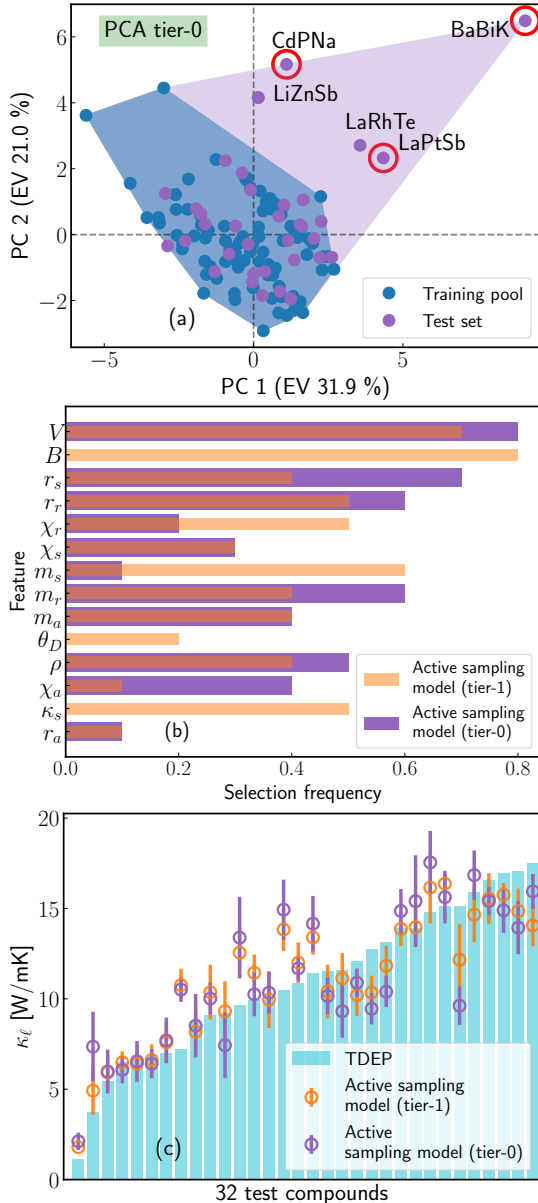 PCA tier-0
CdPNa
BaBiK
LiZnSb
LaRhTe
LaPtSb
PC 2 (EV 21.0 %)
6
4
2
0
−2
(a)
Training pool
Test set
−5
0
5
PC 1 (EV 31.9 %)
Feature
V
B
r_s
r_r
χ_r
χ_s
m_s
m_r
m_a
θ_D
ρ
χ_a
κ_s
r_a
(b)
Active sampling
model (tier-1)
Active sampling
model (tier-0)
0.0
0.2
0.4
0.6
0.8
Selection frequency
κ_ℓ [W/mK]
20
15
10
5
0
(c)
TDEP
Active sampling
model (tier-1)
Active
sampling model (tier-0)
32 test compounds